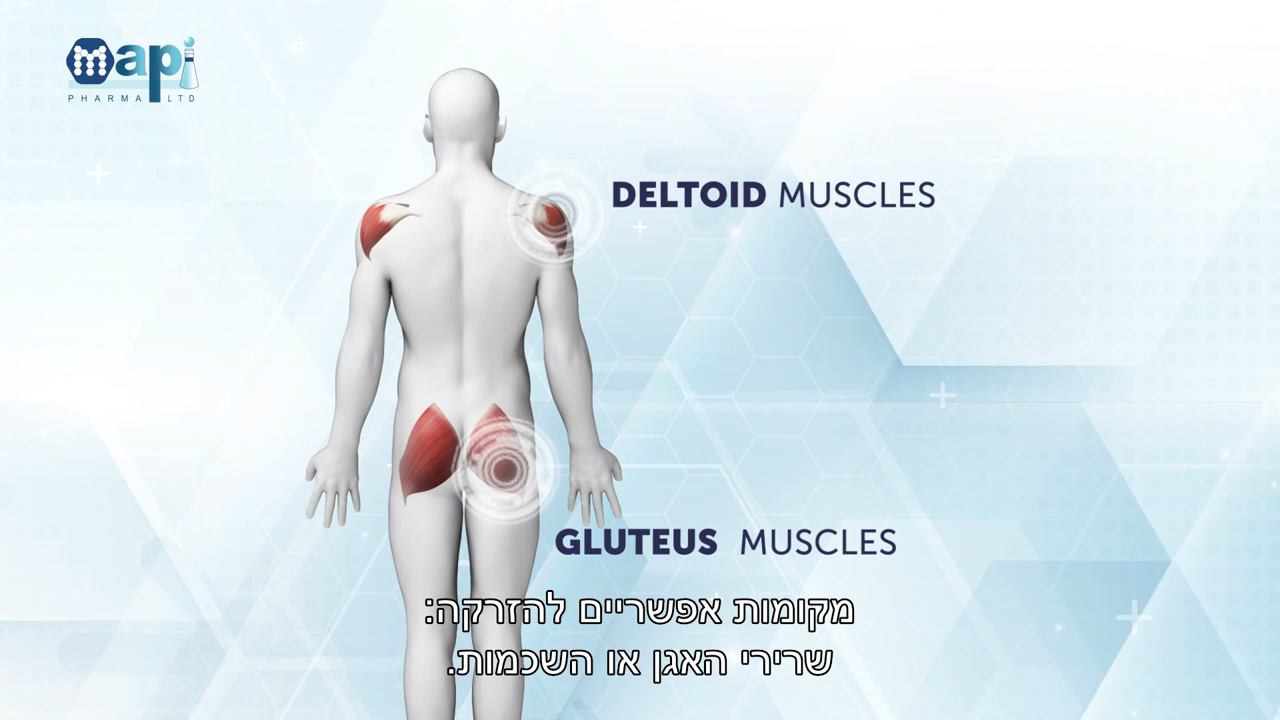 mapi
PHARMA LTD
DELTOID MUSCLES
GLUTEUS MUSCLES
מקומות אפשריים להזרקה:
שרירי האגן או השכמות.